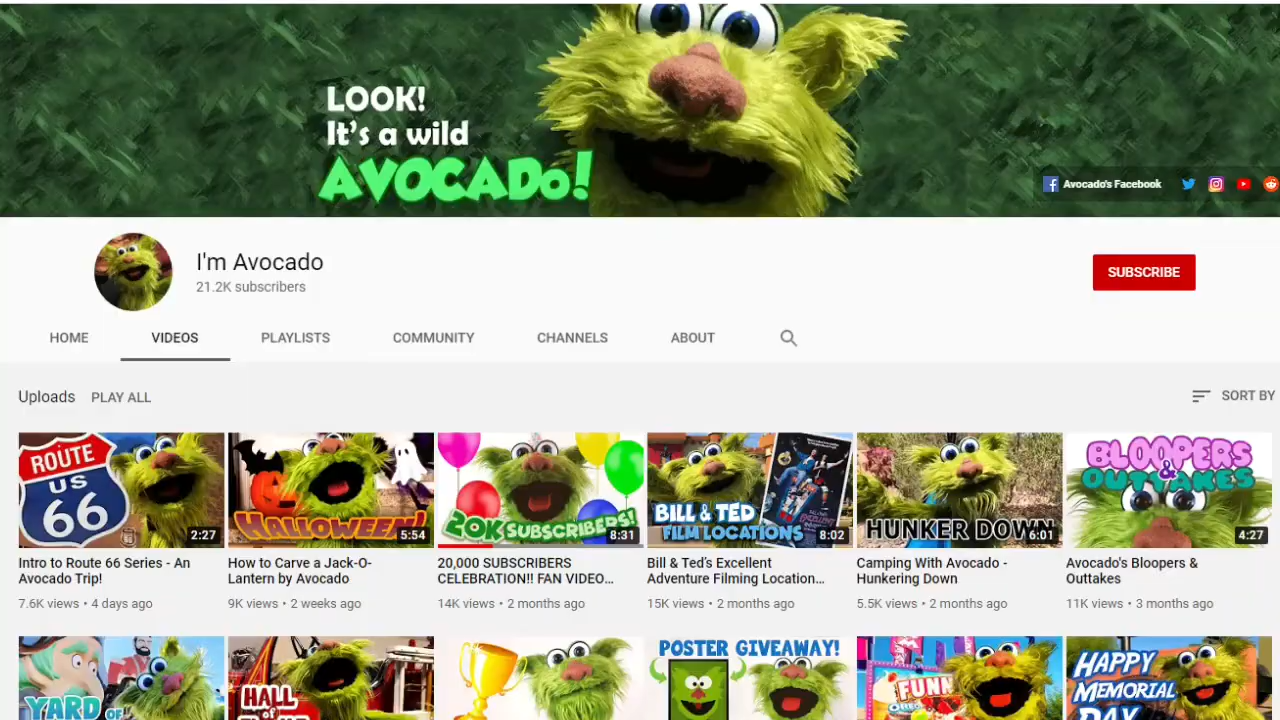 LOOK!
It's a wild
AVOCADo!
Avocado's Facebook
I'm Avocado
21.2K subscribers
SUBSCRIBE
HOME VIDEOS PLAYLISTS COMMUNITY CHANNELS ABOUT
Uploads PLAY ALL SORT BY
ROUTE
US
66
2:27
HALLOWEEN!
5:54
20K SUBSCRIBERS!
8:31
BILL & TED
FILM LOCATIONS
8:02
HUNKER DOWN
6:01
BLOOPERS
&
OUTTAKES
4:27
Intro to Route 66 Series - An
Avocado Trip!
7.6K views • 4 days ago
How to Carve a Jack-O-
Lantern by Avocado
9K views • 2 weeks ago
20,000 SUBSCRIBERS
CELEBRATION!! FAN VIDEO...
14K views • 2 months ago
Bill & Ted's Excellent
Adventure Filming Location...
15K views • 2 months ago
Camping With Avocado -
Hunkering Down
5.5K views • 2 months ago
Avocado's Bloopers &
Outtakes
11K views • 3 months ago
YARD OF
HALL
of
POSTER GIVEAWAY!
FUNN
OREO
HAPPY
MEMORIAL
DAY